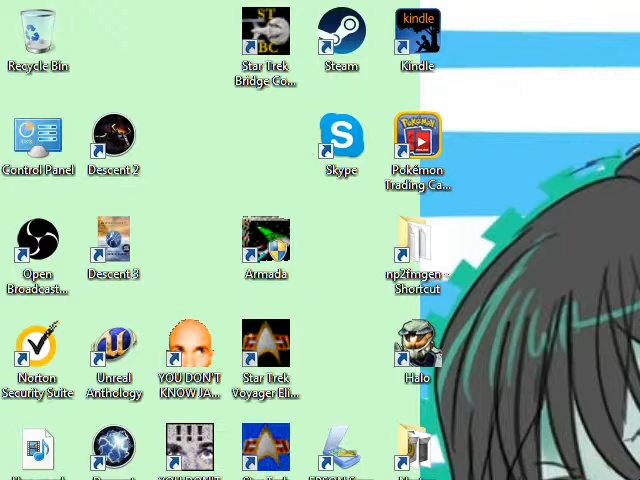 Recycle Bin
ST
BC
Star Trek
Bridge Co...
Steam
kindle
Kindle
Control Panel
Descent 2
Skype
Pokémon
Trading Ca...
Open
Broadcast...
Descent 3
Armada
np2fmgen -
Shortcut
Norton
Security Suite
Unreal
Anthology
YOU DON'T
KNOW JA...
Star Trek
Voyager Eli...
Halo